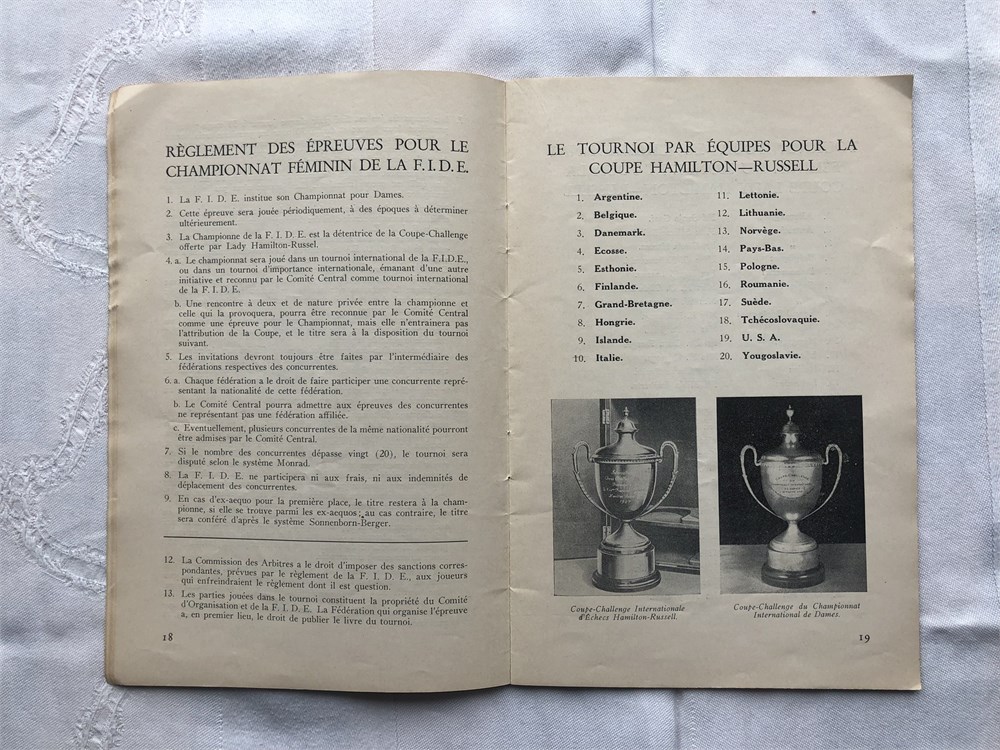 RÈGLEMENT DES ÉPREUVES POUR LE
CHAMPIONNAT FÉMININ DE LA F.I.D.E.
1. La F. I. D. E. institue son Championnat pour Dames.
2. Cette épreuve sera jouée périodiquement, à des époques à déterminer
ultérieurement.
3. La Championne de la F. I. D. E. est la détentrice de la Coupe-Challenge
offerte par Lady Hamilton-Russel.
4. a. Le championnat sera joué dans un tournoi international de la F.I.D.E.,
ou dans un tournoi d'importance internationale, émanant d'une autre
initiative et reconnu par le Comité Central comme tournoi international
de la F. I. D. E.
b. Une rencontre à deux et de nature privée entre la championne et
celle qui la provoquera, pourra être reconnue par le Comité Central
comme une épreuve pour le Championnat, mais elle n'entrainera pas
l'attribution de la Coupe, et le titre sera à la disposition du tournoi
suivant.
5. Les invitations devront toujours être faites par l'intermédiaire des
fédérations respectives des concurrentes.
6. a. Chaque fédération a le droit de faire participer une concurrente repré-
sentant la nationalité de cette fédération.
b. Le Comité Central pourra admettre aux épreuves des concurrentes
ne représentant pas une fédération affiliée.
c. Eventuellement, plusieurs concurrentes de la même nationalité pourront
être admises par le Comité Central.
7. Si le nombre des concurrentes dépasse vingt (20), le tournoi sera
disputé selon le système Monrad.
8. La F. I. D. E. ne participera ni aux frais, ni aux indemnités de
déplacement des concurrentes.
9. En cas d'ex-aequo pour la première place, le titre restera à la cham-
pionne, si elle se trouve parmi les ex-aequos; au cas contraire, le titre
sera conféré d'après le système Sonnenborn-Berger.
12. La Commission des Arbitres a le droit d'imposer des sanctions corres-
pondantes, prévues par le règlement de la F. I. D. E., aux joueurs
qui enfreindraient le règlement dont il est question.
13. Les parties jouées dans le tournoi constituent la propriété du Comité
d'Organisation et de la F. I. D. E. La Fédération qui organise l'épreuve
a, en premier lieu, le droit de publier le livre du tournoi.
18
LE TOURNOI PAR ÉQUIPES POUR LA
COUPE HAMILTON—RUSSELL
1. Argentine.
2. Belgique.
3. Danemark.
4. Ecosse.
5. Esthonie.
6. Finlande.
7. Grand-Bretagne.
8. Hongrie.
9. Islande.
10. Italie.
11. Lettonie.
12. Lithuanie.
13. Norvège.
14. Pays-Bas.
15. Pologne.
16. Roumanie.
17. Suède.
18. Tchécoslovaquie.
19. U. S. A.
20. Yougoslavie.
Coupe-Challenge Internationale
d'Échecs Hamilton-Russell.
Coupe-Challenge du Championnat
International de Dames.
19